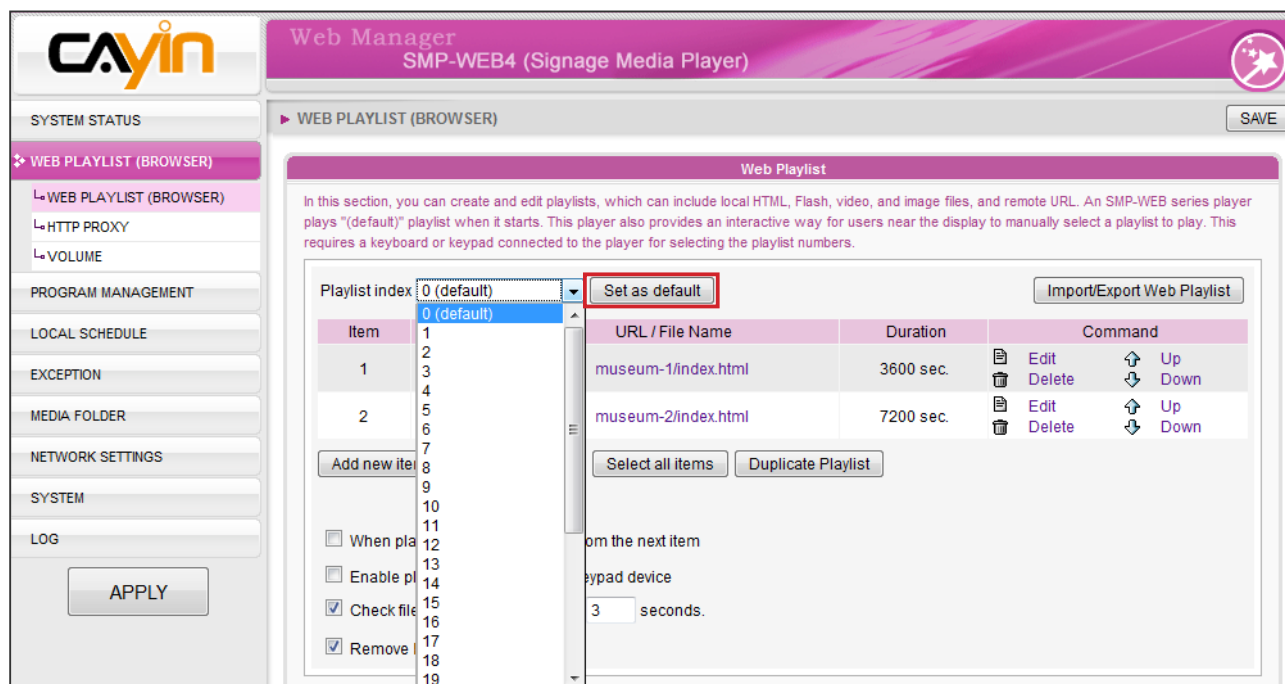 CAYIN
Web Manager
SMP-WEB4 (Signage Media Player)
SYSTEM STATUS
WEB PLAYLIST (BROWSER)
WEB PLAYLIST (BROWSER)
HTTP PROXY
VOLUME
PROGRAM MANAGEMENT
LOCAL SCHEDULE
EXCEPTION
MEDIA FOLDER
NETWORK SETTINGS
SYSTEM
LOG
APPLY
WEB PLAYLIST (BROWSER)
SAVE
Web Playlist
In this section, you can create and edit playlists, which can include local HTML, Flash, video, and image files, and remote URL. An SMP-WEB series player
plays "(default)" playlist when it starts. This player also provides an interactive way for users near the display to manually select a playlist to play. This
requires a keyboard or keypad connected to the player for selecting the playlist numbers.
Playlist index 0 (default) Set as default Import/Export Web Playlist
0 (default)
1
2
3
4
5
6
7
8
9
10
11
12
13
14
15
16
17
18
19
Item URL / File Name Duration Command
1 museum-1/index.html 3600 sec. Edit Up
Delete Down
2 museum-2/index.html 7200 sec. Edit Up
Delete Down
Add new Select all items Duplicate Playlist
When om the next item
Enable device
Check 3 seconds.
Remove